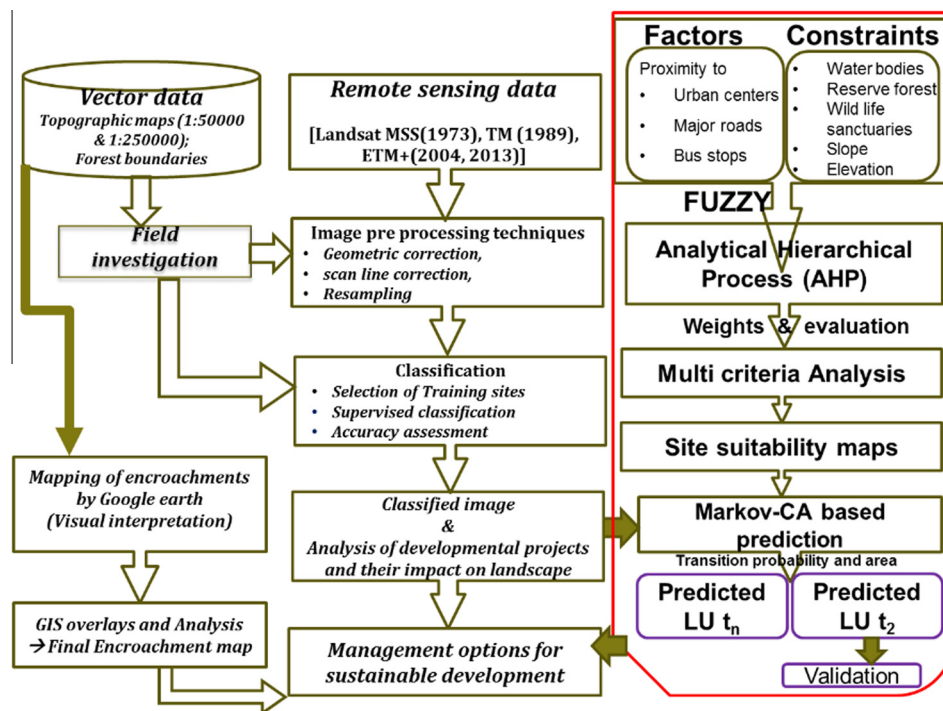 Vector data
Topographic maps (1:50000
& 1:250000);
Forest boundaries
Field
investigation
Mapping of encroachments
by Google earth
(Visual interpretation)
GIS overlays and Analysis
→ Final Encroachment map
Remote sensing data
[Landsat MSS(1973), TM (1989),
ETM+(2004, 2013)]
Image pre processing techniques
• Geometric correction,
• scan line correction,
• Resampling
Classification
• Selection of Training sites
• Supervised classification
• Accuracy assessment
Classified image
&
Analysis of developmental projects
and their impact on landscape
Management options for
sustainable development
Factors
Proximity to
• Urban centers
• Major roads
• Bus stops
Constraints
• Water bodies
• Reserve forest
• Wild life
sanctuaries
• Slope
• Elevation
FUZZY
Analytical Hierarchical
Process (AHP)
Weights & evaluation
Multi criteria Analysis
Site suitability maps
Markov-CA based
prediction
Transition probability and area
Predicted
LU tn
Predicted
LU t2
Validation